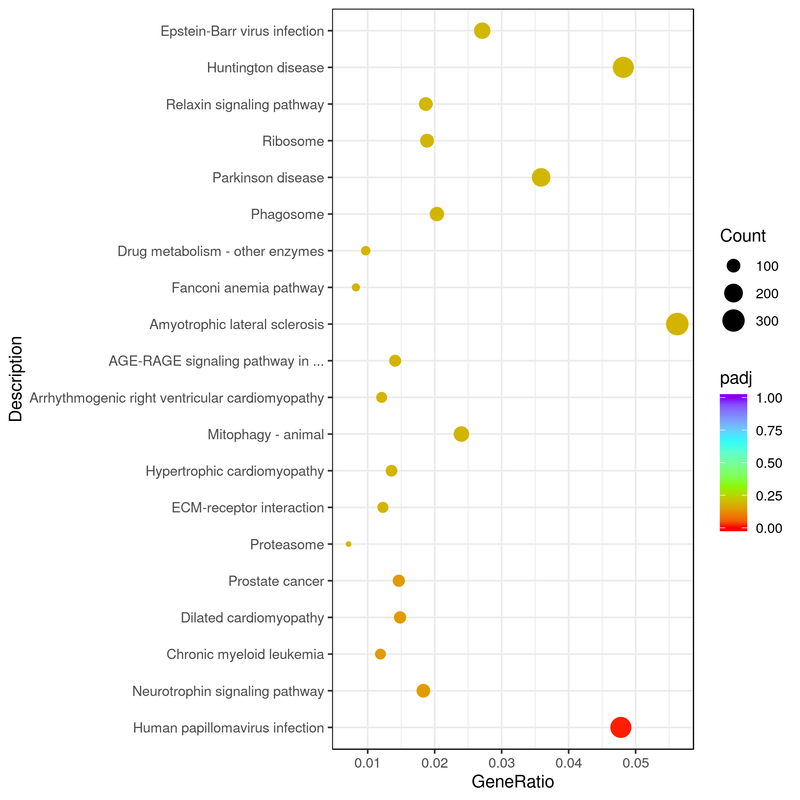 Epstein-Barr virus infection
Huntington disease
Relaxin signaling pathway
Ribosome
Parkinson disease
Phagosome
Drug metabolism - other enzymes
Fanconi anemia pathway
Amyotrophic lateral sclerosis
AGE-RAGE signaling pathway in ...
Arrhythmogenic right ventricular cardiomyopathy
Mitophagy - animal
Hypertrophic cardiomyopathy
ECM-receptor interaction
Proteasome
Prostate cancer
Dilated cardiomyopathy
Chronic myeloid leukemia
Neurotrophin signaling pathway
Human papillomavirus infection
Description
0.01 0.02 0.03 0.04 0.05
GeneRatio
Count
100
200
300
padj
1.00
0.75
0.50
0.25
0.00